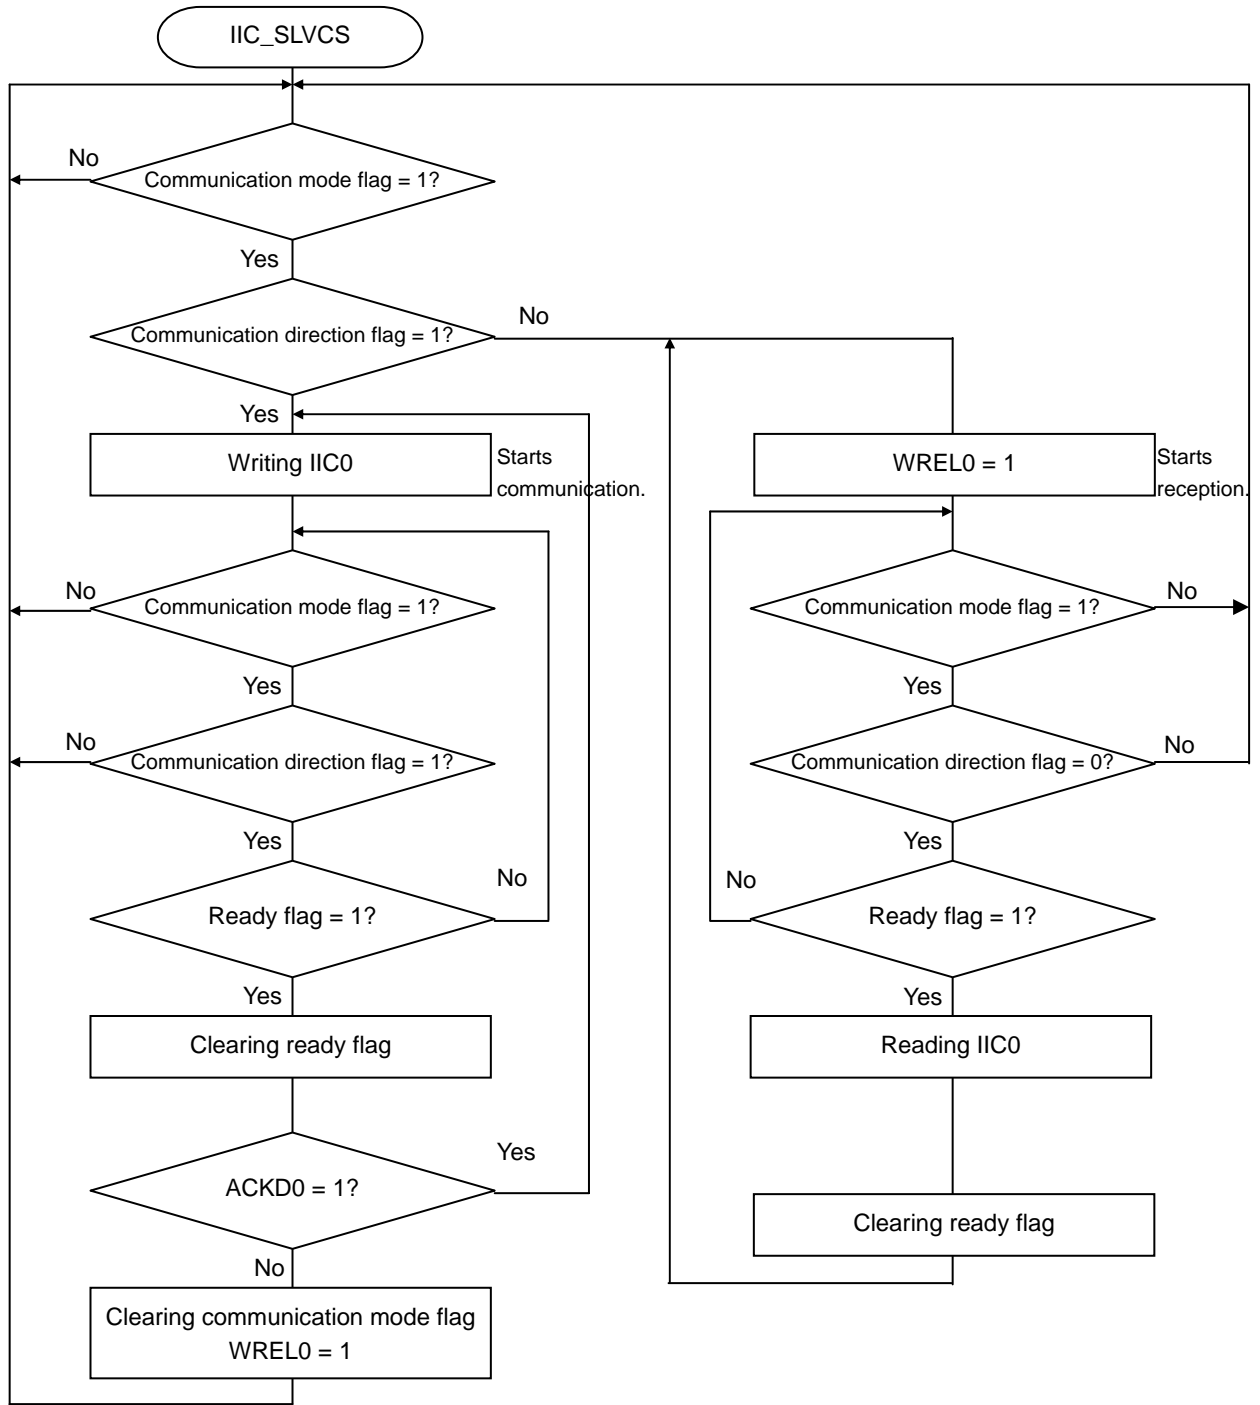 IIC_SLVCS
No
Communication mode flag = 1?
Yes
Communication direction flag = 1?
No
Yes
Writing IIC0
Starts
communication.
WREL0 = 1
Starts
reception.
No
Communication mode flag = 1?
Communication mode flag = 1?
No
Yes
Yes
No
Communication direction flag = 1?
Communication direction flag = 0?
No
Yes
Yes
Ready flag = 1?
No
No
Ready flag = 1?
Yes
Yes
Clearing ready flag
Reading IIC0
ACKD0 = 1?
Yes
Clearing ready flag
No
Clearing communication mode flag
WREL0 = 1